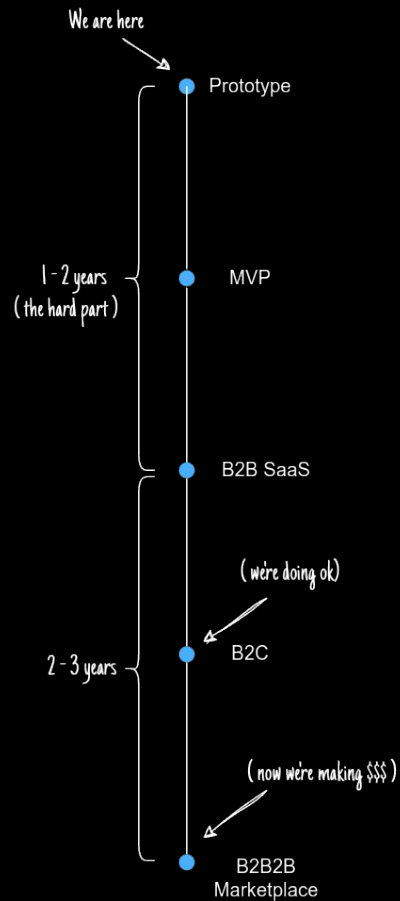 We are here
Prototype
1 - 2 years
( the hard part )
MVP
B2B SaaS
( we're doing ok)
B2C
2 - 3 years
( now we're making $$$ )
B2B2B
Marketplace